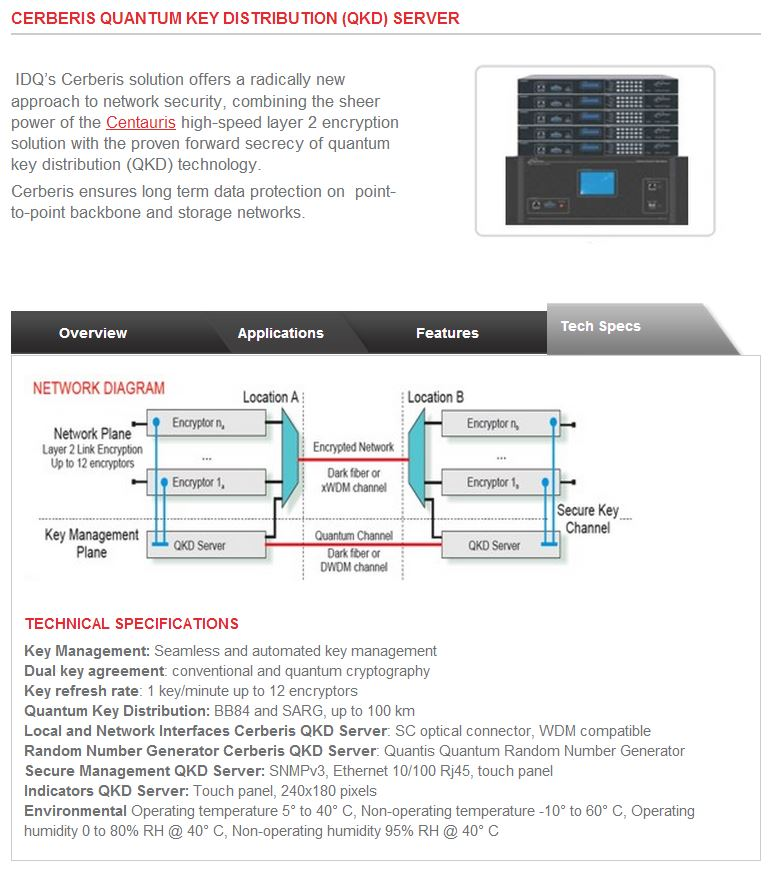 CERBERIS QUANTUM KEY DISTRIBUTION (QKD) SERVER
IDQ's Cerberis solution offers a radically new
approach to network security, combining the sheer
power of the Centauris high-speed layer 2 encryption
solution with the proven forward secrecy of quantum
key distribution (QKD) technology.
Cerberis ensures long term data protection on point-
to-point backbone and storage networks.
Overview
Applications
Features
Tech Specs
NETWORK DIAGRAM
Location A
Location B
Network Plane
Layer 2 Link Encryption
Up to 12 encryptors
Encryptor nₐ
...
Encryptor 1ₐ
Encrypted Network
Dark fiber or
xWDM channel
Encryptor n_b
...
Encryptor 1_b
Secure Key
Channel
Key Management
Plane
QKD Server
Quantum Channel
Dark fiber or
DWDM channel
QKD Server
TECHNICAL SPECIFICATIONS
Key Management: Seamless and automated key management
Dual key agreement: conventional and quantum cryptography
Key refresh rate: 1 key/minute up to 12 encryptors
Quantum Key Distribution: BB84 and SARG, up to 100 km
Local and Network Interfaces Cerberis QKD Server: SC optical connector, WDM compatible
Random Number Generator Cerberis QKD Server: Quantis Quantum Random Number Generator
Secure Management QKD Server: SNMPv3, Ethernet 10/100 Rj45, touch panel
Indicators QKD Server: Touch panel, 240x180 pixels
Environmental Operating temperature 5° to 40° C, Non-operating temperature -10° to 60° C, Operating
humidity 0 to 80% RH @ 40° C, Non-operating humidity 95% RH @ 40° C